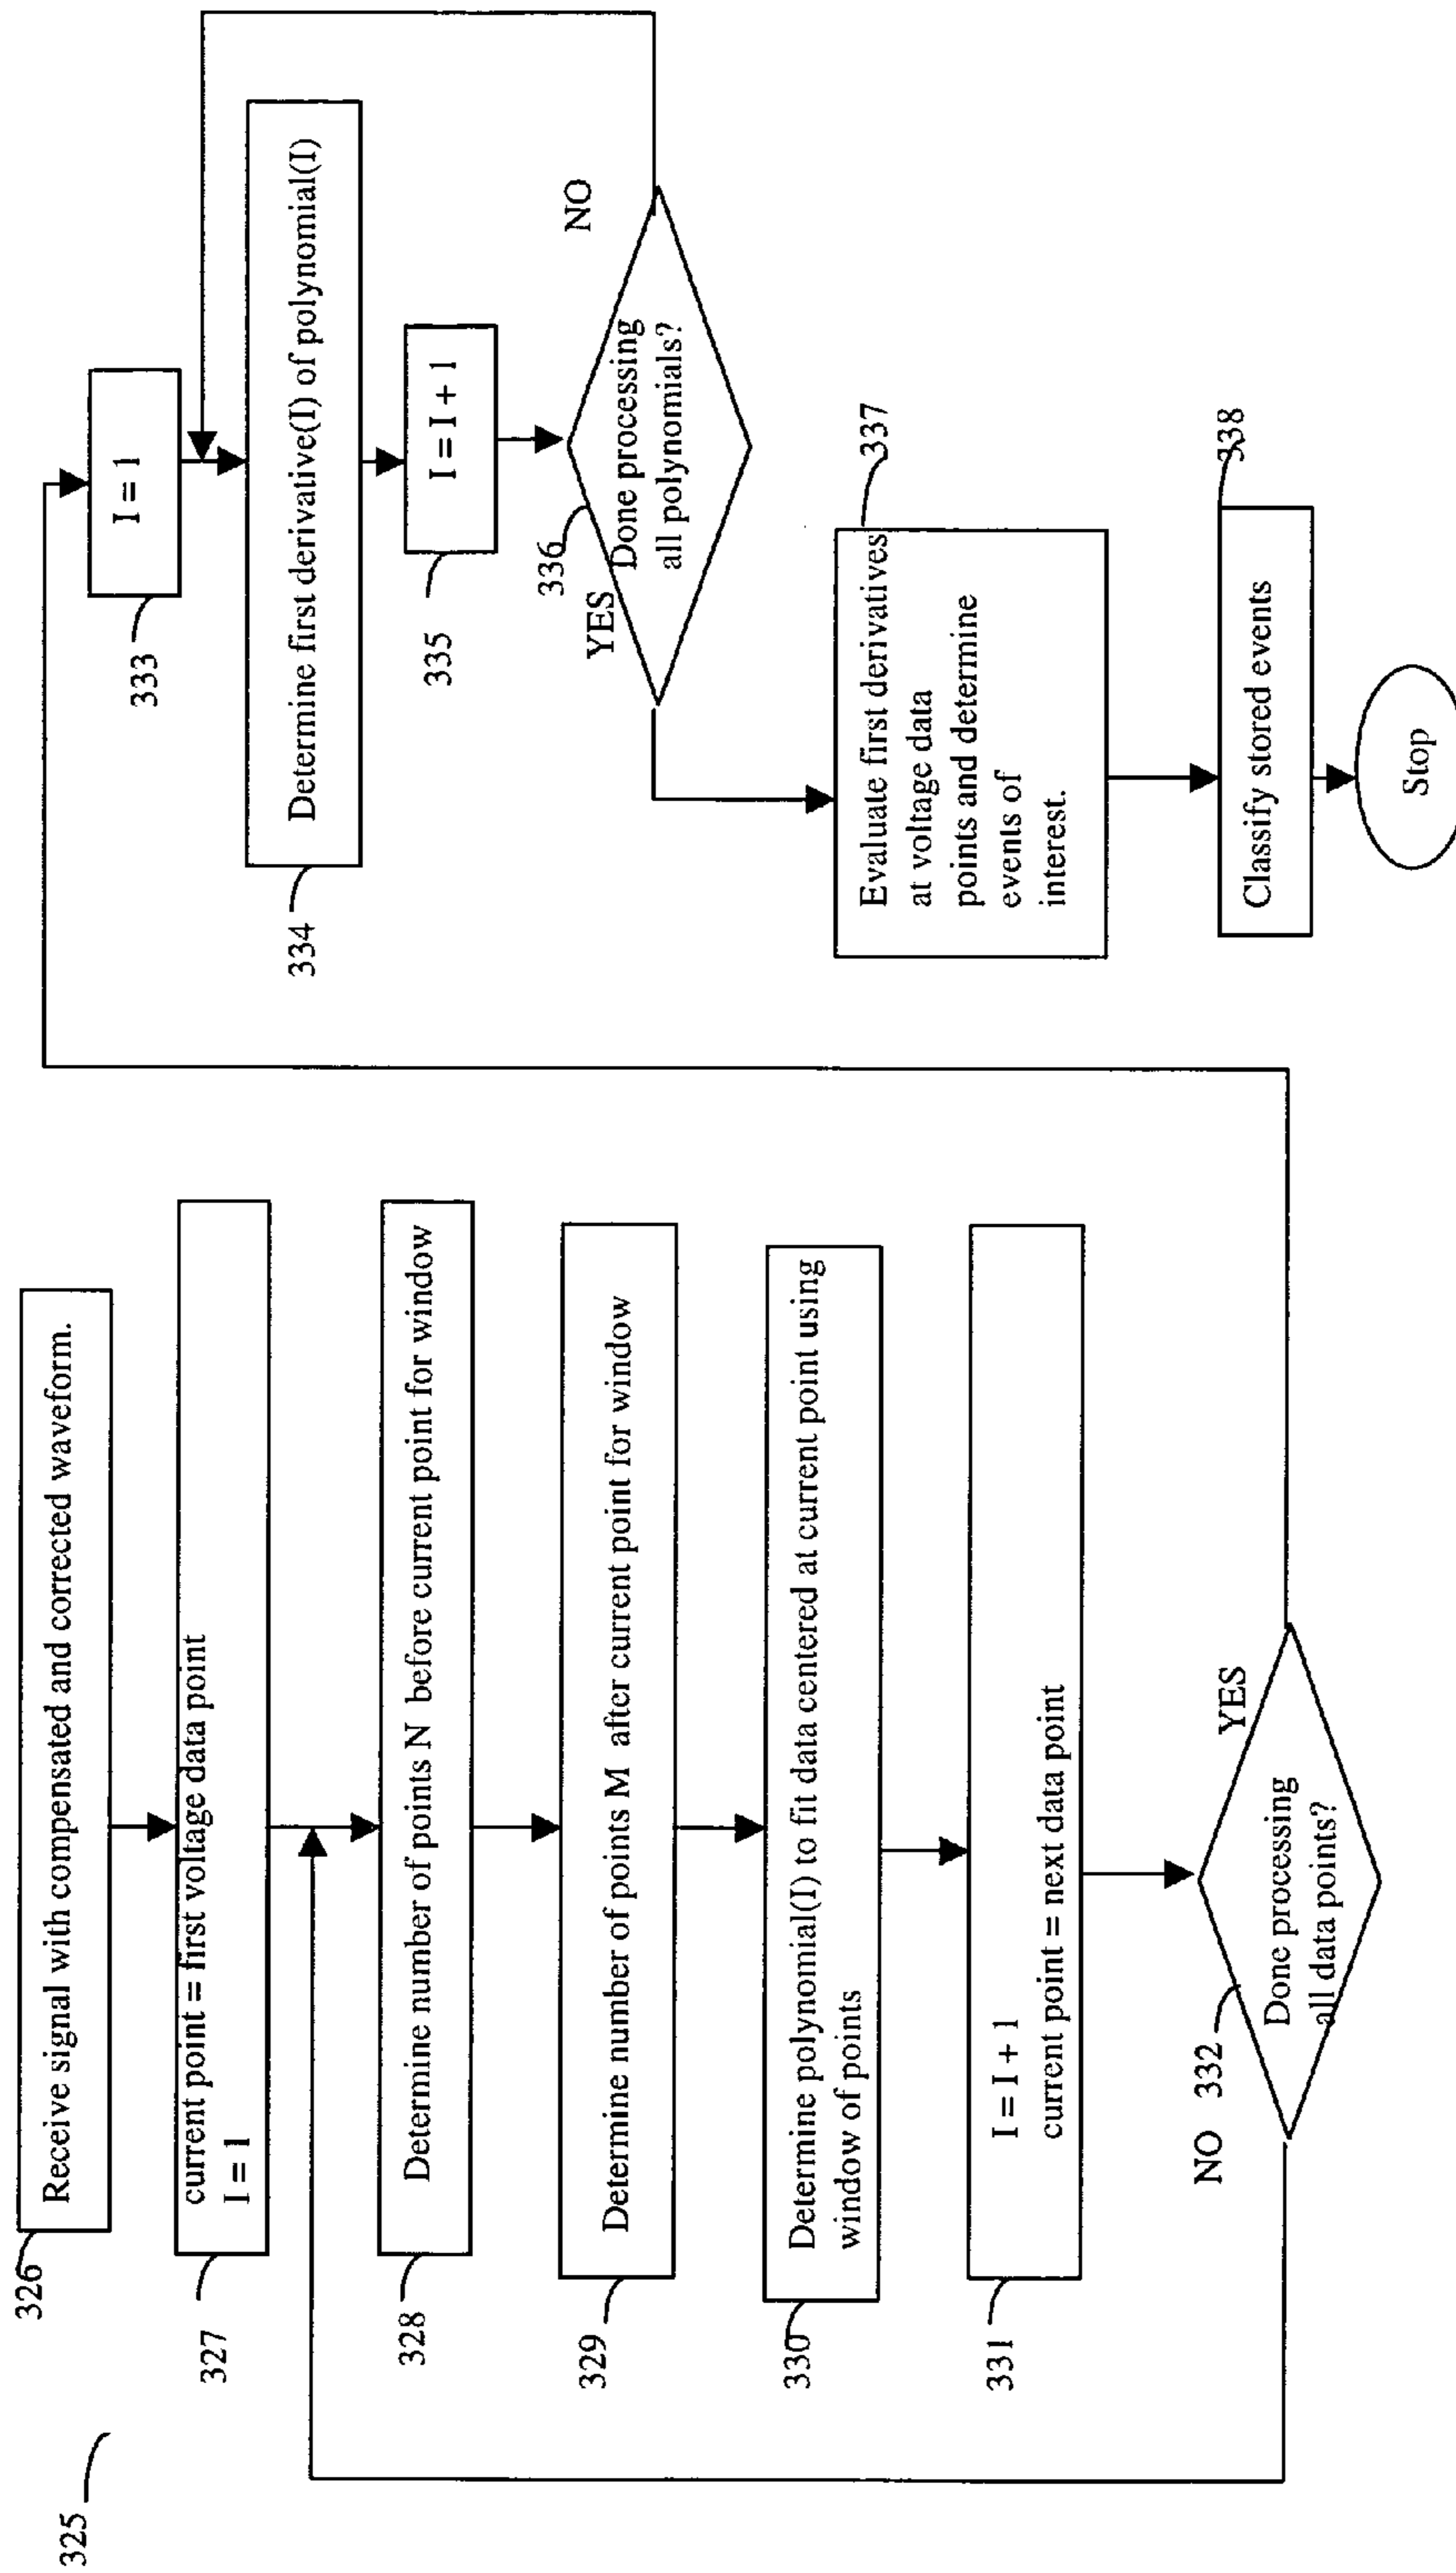 325
326
Receive signal with compensated and corrected waveform.
327
current point = first voltage data point
I = 1
328
Determine number of points N before current point for window
329
Determine number of points M after current point for window
330
Determine polynomial(I) to fit data centered at current point using
window of points
331
I = I + 1
current point = next data point
NO
332
YES
Done processing
all data points?
333
I = 1
334
Determine first derivative(I) of polynomial(I)
335
I = I + 1
336
YES
NO
Done processing
all polynomials?
337
Evaluate first derivatives
at voltage data
points and determine
events of
interest.
338
Classify stored events
Stop